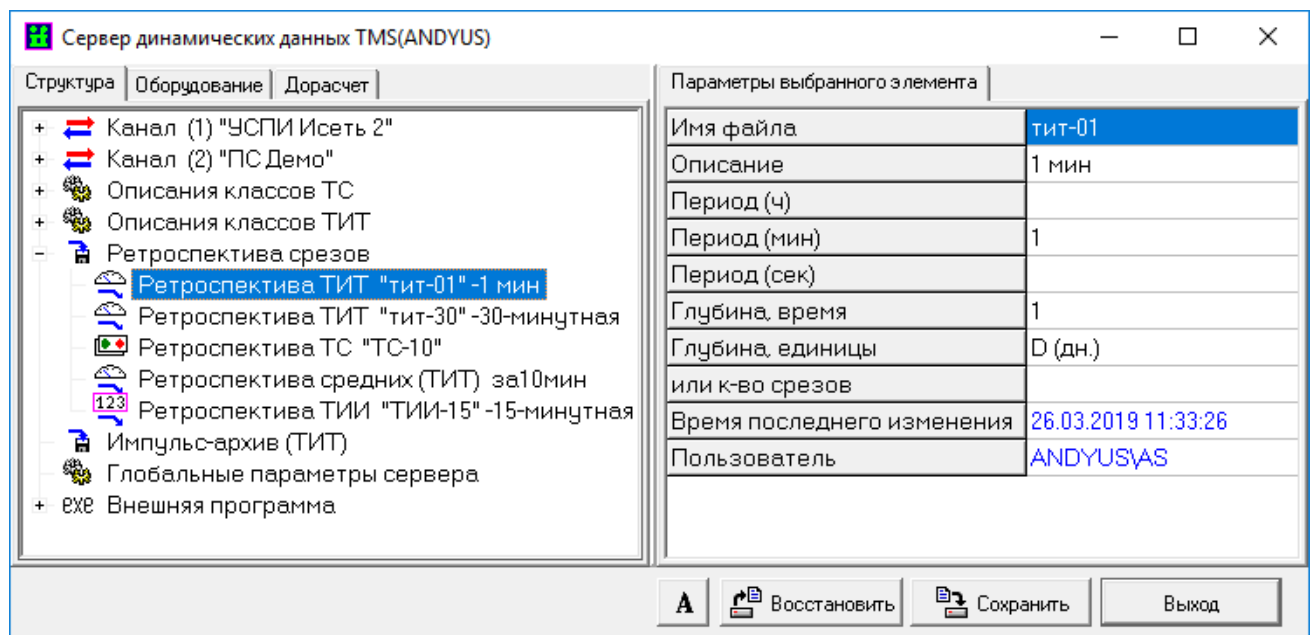 Сервер динамических данных TMS(ANDYUS)
Структура Оборудование Дорасчет
Канал (1) "УСПИ Исеть 2"
Канал (2) "ПС Демо"
Описания классов ТС
Описания классов ТИТ
Ретроспектива срезов
Ретроспектива ТИТ "тит-01" -1 мин
Ретроспектива ТИТ "тит-30" -30-минутная
Ретроспектива ТС "ТС-10"
Ретроспектива средних (ТИТ) за10мин
123 Ретроспектива ТИИ "ТИИ-15" -15-минутная
Импульс-архив (ТИТ)
Глобальные параметры сервера
exe Внешняя программа
Параметры выбранного элемента
Имя файла тит-01
Описание 1 мин
Период (ч)
Период (мин) 1
Период (сек)
Глубина, время 1
Глубина, единицы D (дн.)
или к-во срезов
Время последнего изменения 26.03.2019 11:33:26
Пользователь ANDYUS\AS
A Восстановить Сохранить Выход